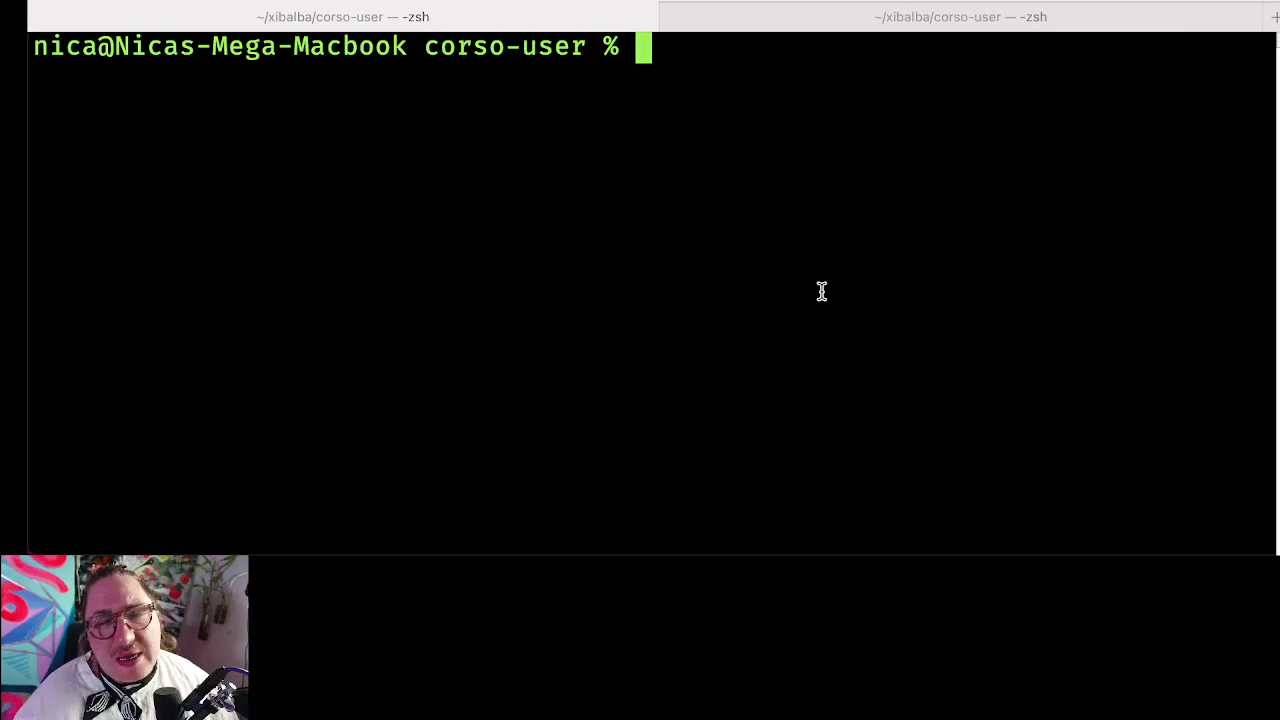 ~/xibalba/corso-user — -zsh
~/xibalba/corso-user — -zsh
nica@Nicas-Mega-Macbook corso-user %